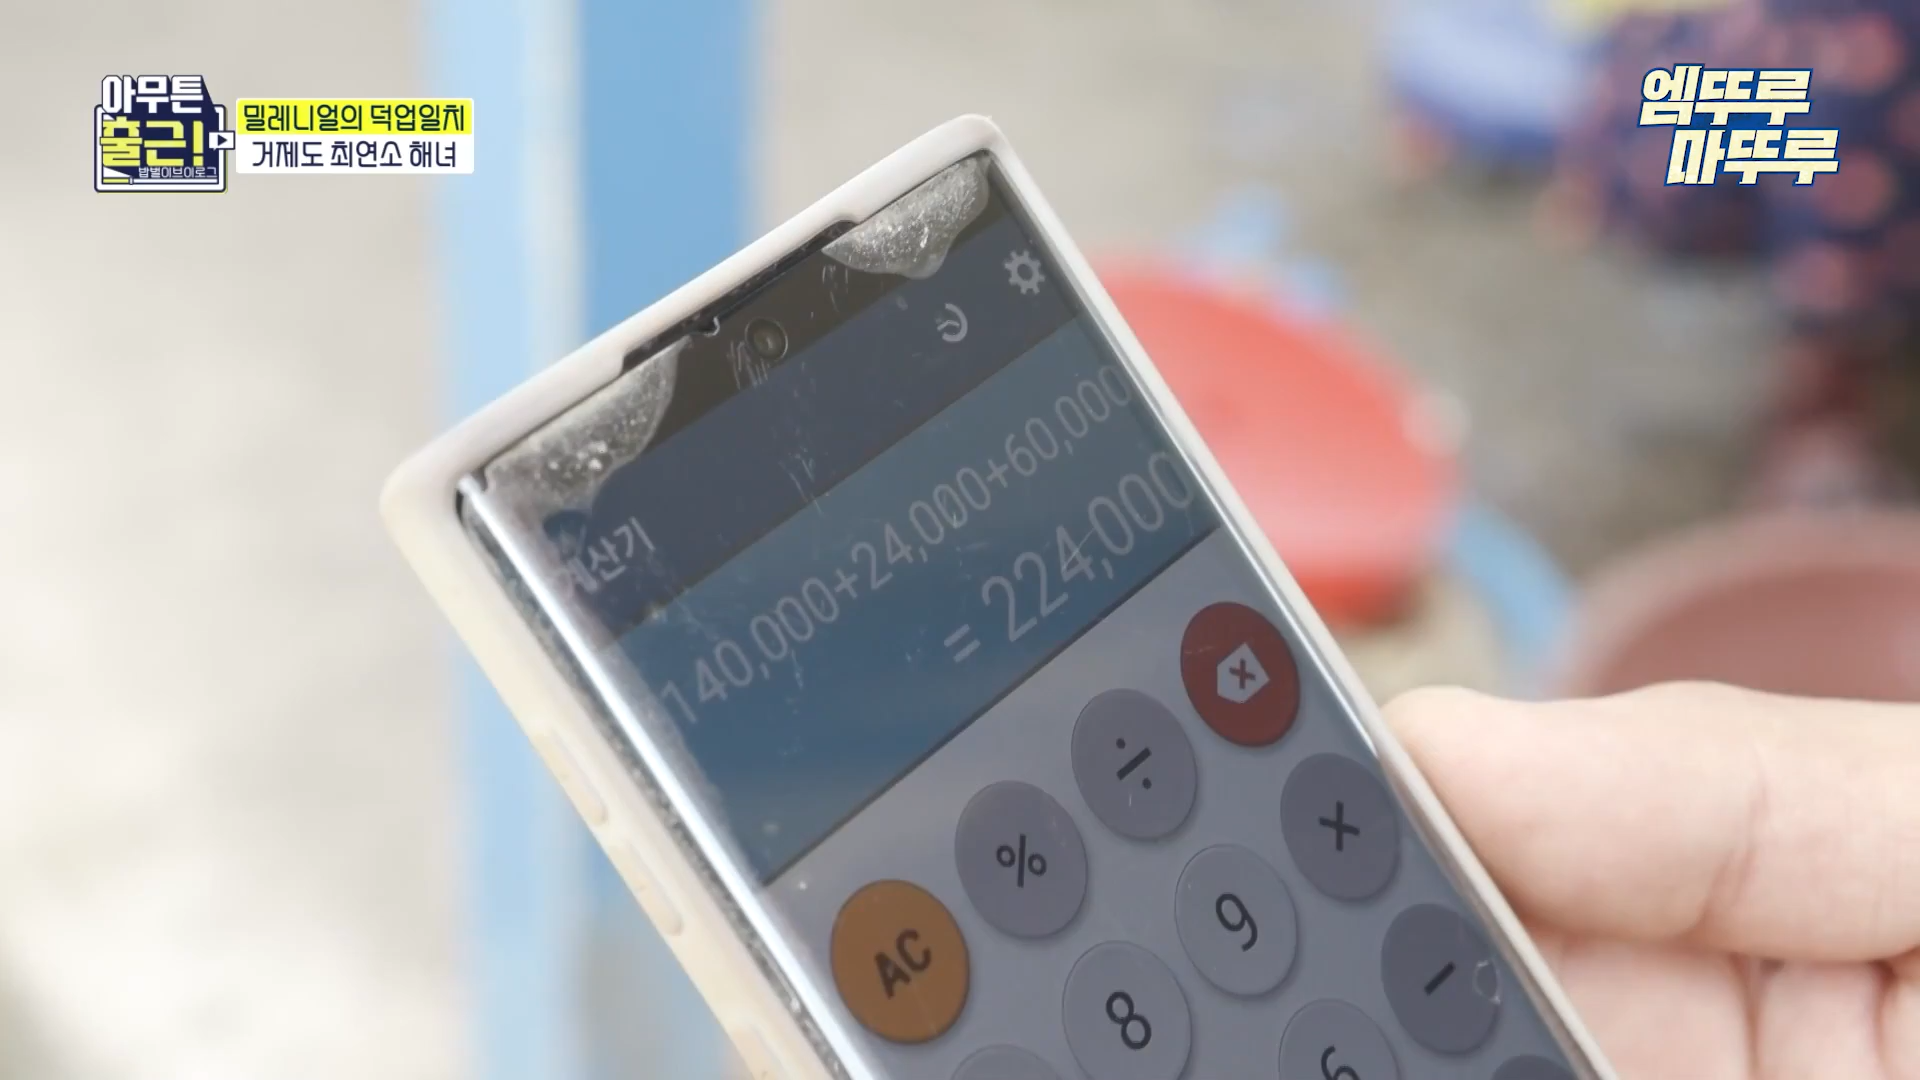 아무튼
출근!
밥벌이브이로그
밀레니얼의 덕업일치
거제도 최연소 해녀
엠뚜루
마뚜루
계산기
140,000+24,000+60,000
= 224,000
÷
%
×
AC
9
8
-
6